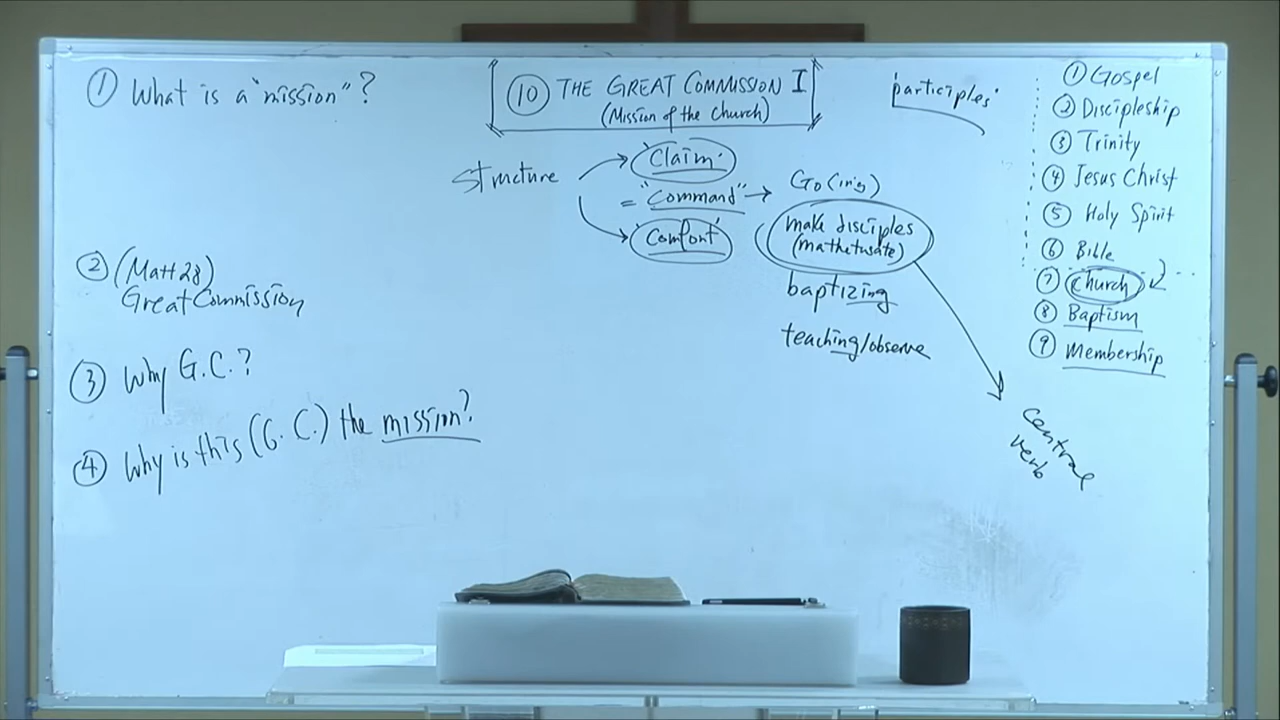 ① What is a "mission"?
② (Matt 28)
Great Commission
③ Why G.C.?
④ Why is this (G.C.) the mission?
⑩ THE GREAT COMMISSION I
(Mission of the Church)
Structure
"Claim"
= "Command" → Go(ing)
"Comfort"
make disciples
(mathetusate)
baptizing
teaching/observe
central
verb
participles
① Gospel
② Discipleship
③ Trinity
④ Jesus Christ
⑤ Holy Spirit
⑥ Bible
⑦ Church
⑧ Baptism
⑨ Membership